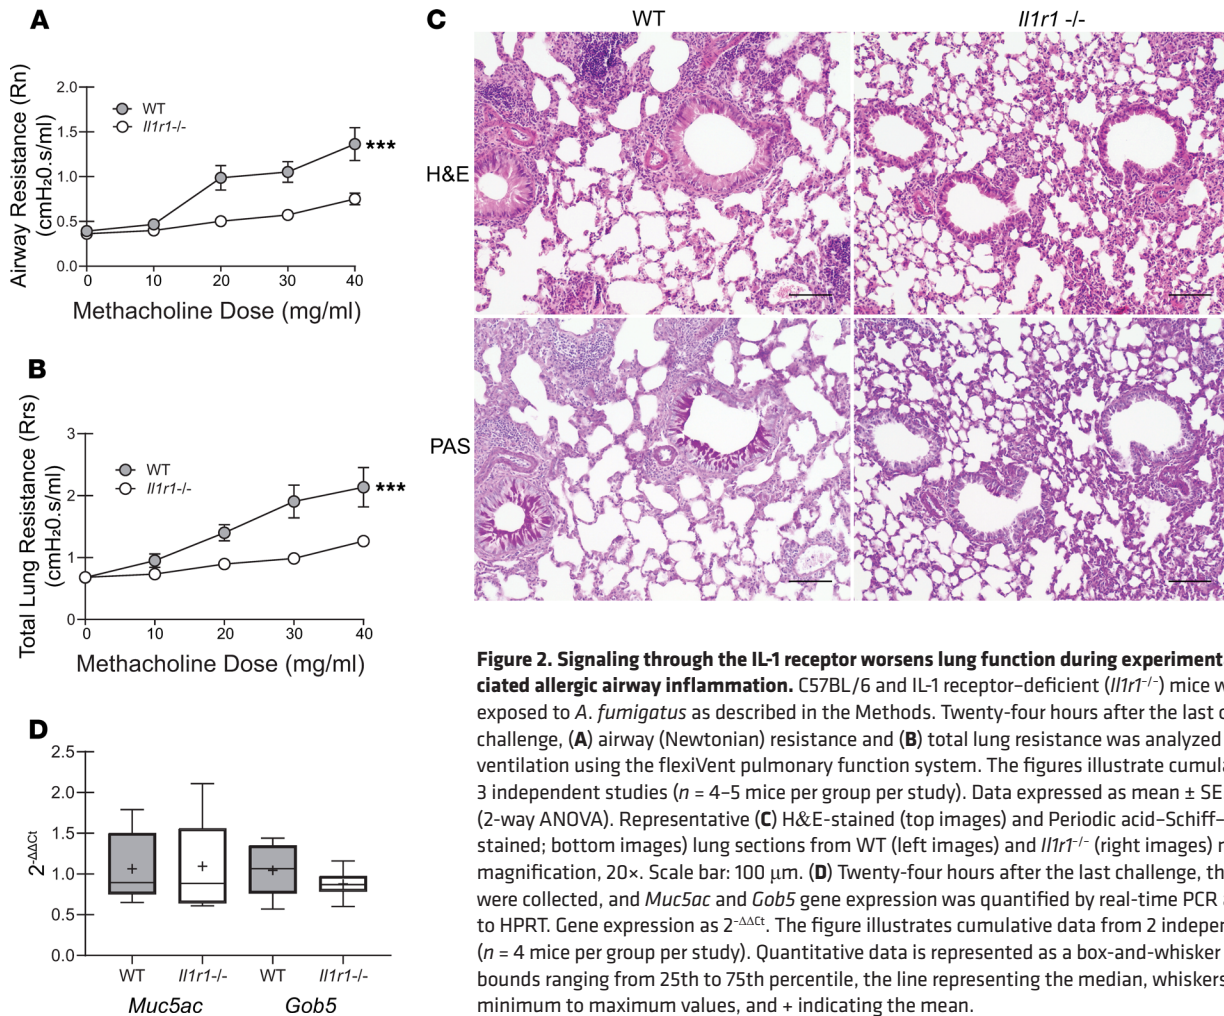 A
Airway Resistance (Rn)
(cmH₂0.s/ml)
2.0
1.5
1.0
0.5
0.0
WT
Il1r1-/-
***
0 10 20 30 40
Methacholine Dose (mg/ml)
B
Total Lung Resistance (Rrs)
(cmH₂0.s/ml)
3
2
1
0
WT
Il1r1-/-
***
0 10 20 30 40
Methacholine Dose (mg/ml)
C
WT Il1r1 -/-
H&E
PAS
D
2^-ΔΔCt
2.5
2.0
1.5
1.0
0.5
0.0
WT Il1r1-/- WT Il1r1-/-
Muc5ac Gob5
Figure 2. Signaling through the IL-1 receptor worsens lung function during experiment
ciated allergic airway inflammation. C57BL/6 and IL-1 receptor–deficient (Il1r1⁻/⁻) mice w
exposed to A. fumigatus as described in the Methods. Twenty-four hours after the last c
challenge, (A) airway (Newtonian) resistance and (B) total lung resistance was analyzed
ventilation using the flexiVent pulmonary function system. The figures illustrate cumula
3 independent studies (n = 4–5 mice per group per study). Data expressed as mean ± SE
(2-way ANOVA). Representative (C) H&E-stained (top images) and Periodic acid–Schiff–
stained; bottom images) lung sections from WT (left images) and Il1r1⁻/⁻ (right images) m
magnification, 20×. Scale bar: 100 μm. (D) Twenty-four hours after the last challenge, th
were collected, and Muc5ac and Gob5 gene expression was quantified by real-time PCR a
to HPRT. Gene expression as 2^-ΔΔCt. The figure illustrates cumulative data from 2 indepen
(n = 4 mice per group per study). Quantitative data is represented as a box-and-whisker
bounds ranging from 25th to 75th percentile, the line representing the median, whiskers
minimum to maximum values, and + indicating the mean.